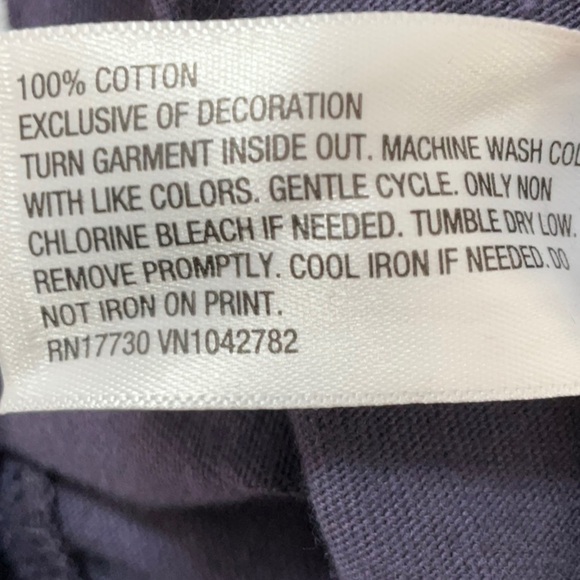 100% COTTON
EXCLUSIVE OF DECORATION
TURN GARMENT INSIDE OUT. MACHINE WASH COL
WITH LIKE COLORS. GENTLE CYCLE. ONLY NON
CHLORINE BLEACH IF NEEDED. TUMBLE DRY LOW.
REMOVE PROMPTLY. COOL IRON IF NEEDED. DO
NOT IRON ON PRINT.
RN17730 VN1042782